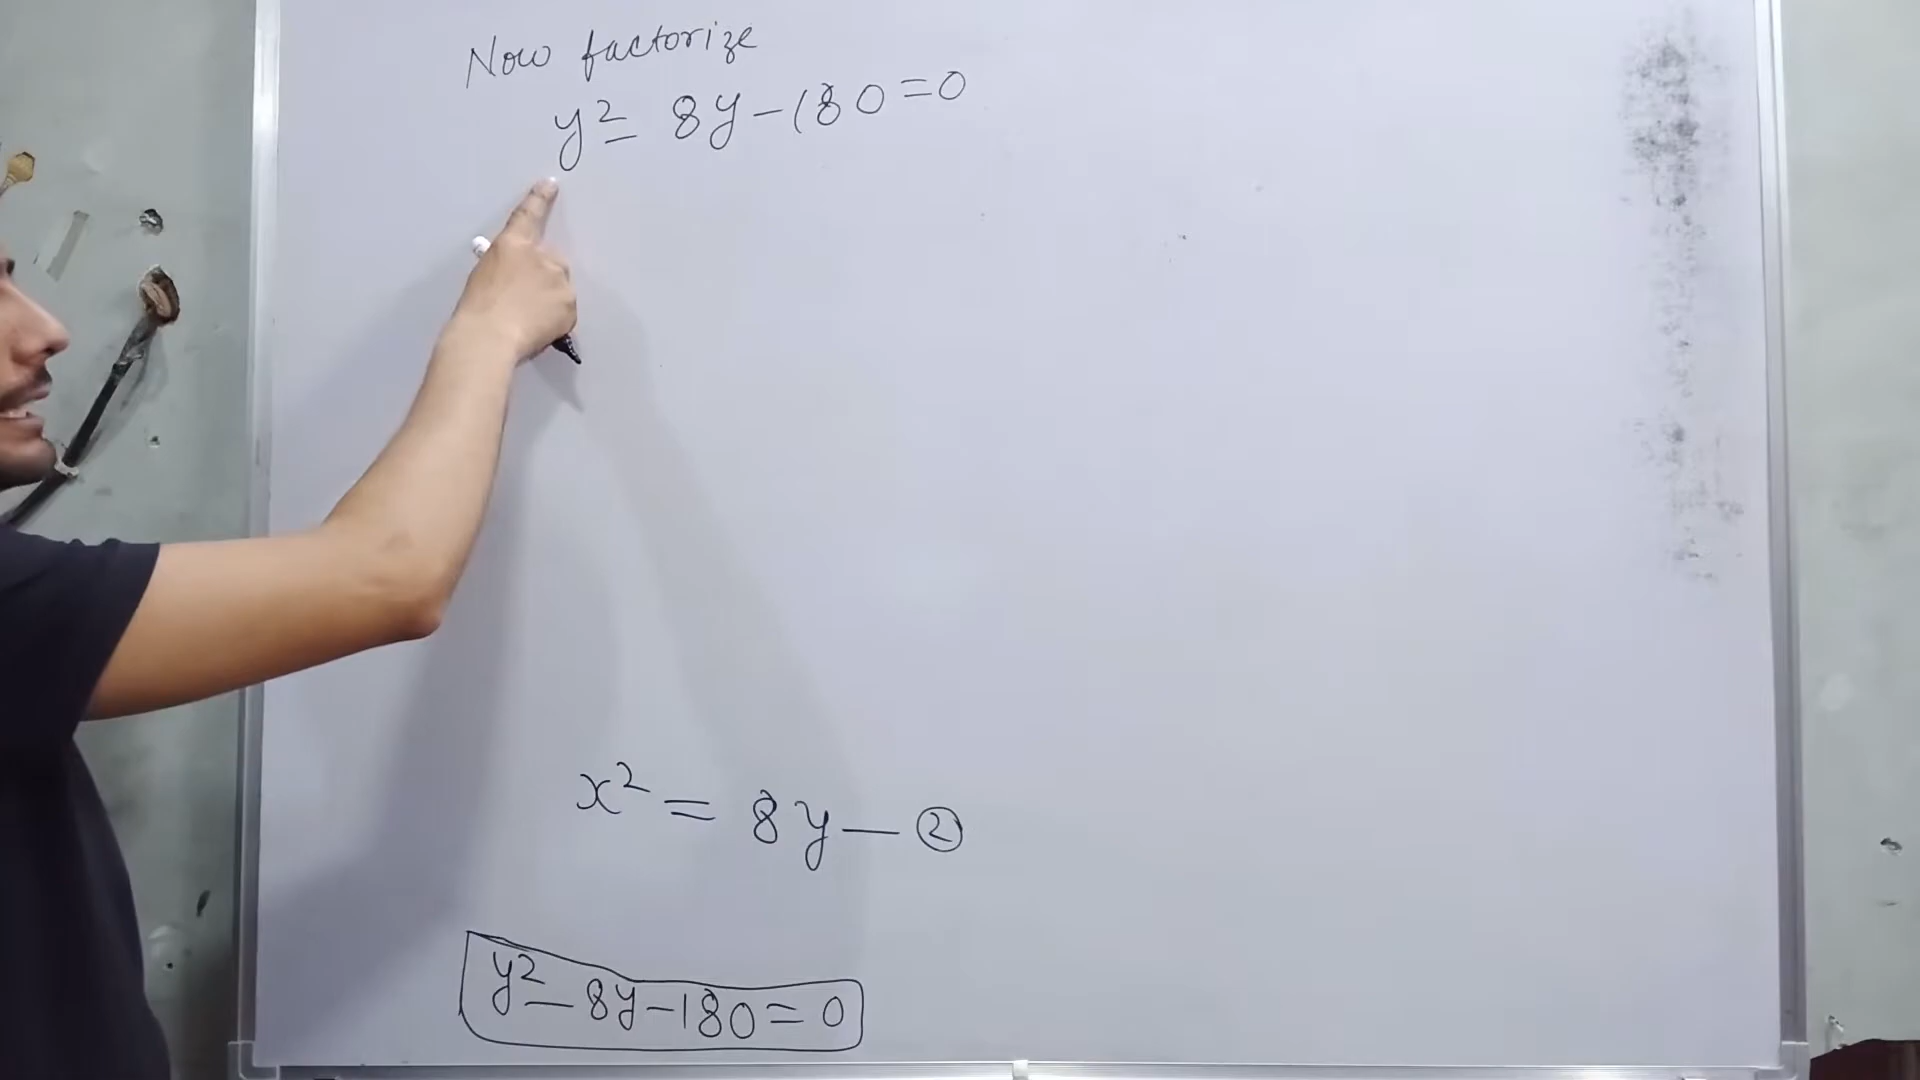 Now factorize
y² - 8y - 180 = 0
x² = 8y — ②
y² - 8y - 180 = 0